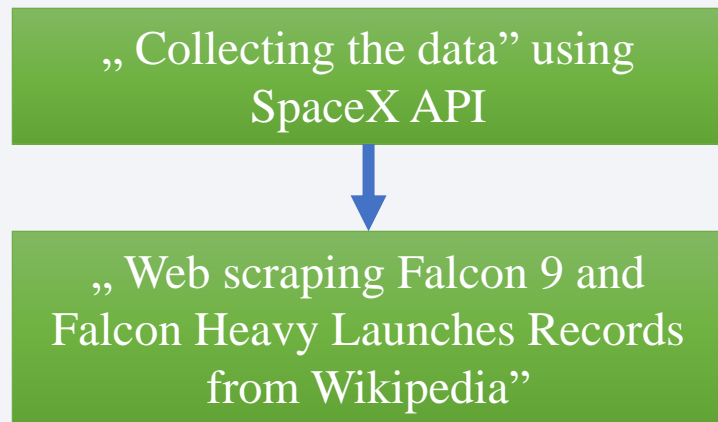 „ Collecting the data” using
SpaceX API
„ Web scraping Falcon 9 and
Falcon Heavy Launches Records
from Wikipedia”